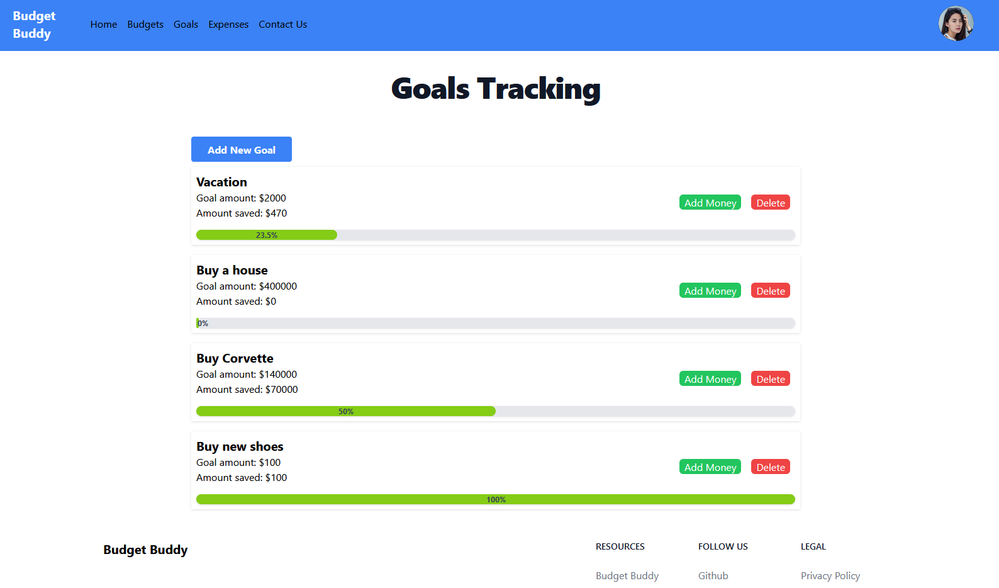 Budget
Buddy
Home Budgets Goals Expenses Contact Us
Goals Tracking
Add New Goal
Vacation
Goal amount: $2000
Amount saved: $470
Add Money Delete
23.5%
Buy a house
Goal amount: $400000
Amount saved: $0
Add Money Delete
0%
Buy Corvette
Goal amount: $140000
Amount saved: $70000
Add Money Delete
50%
Buy new shoes
Goal amount: $100
Amount saved: $100
Add Money Delete
100%
Budget Buddy
RESOURCES
Budget Buddy
FOLLOW US
Github
LEGAL
Privacy Policy